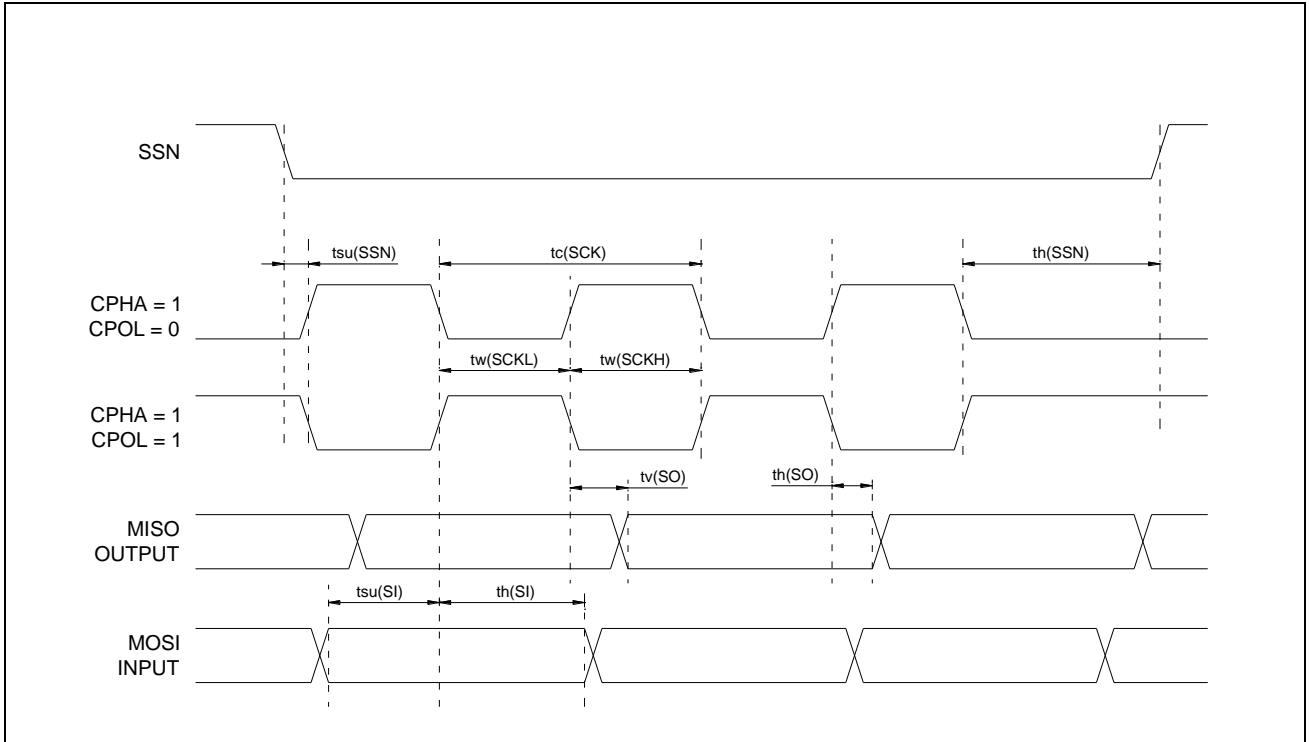 SSN
tsu(SSN)
tc(SCK)
th(SSN)
CPHA = 1
CPOL = 0
tw(SCKL)
tw(SCKH)
CPHA = 1
CPOL = 1
tv(SO)
th(SO)
MISO
OUTPUT
tsu(SI)
th(SI)
MOSI
INPUT